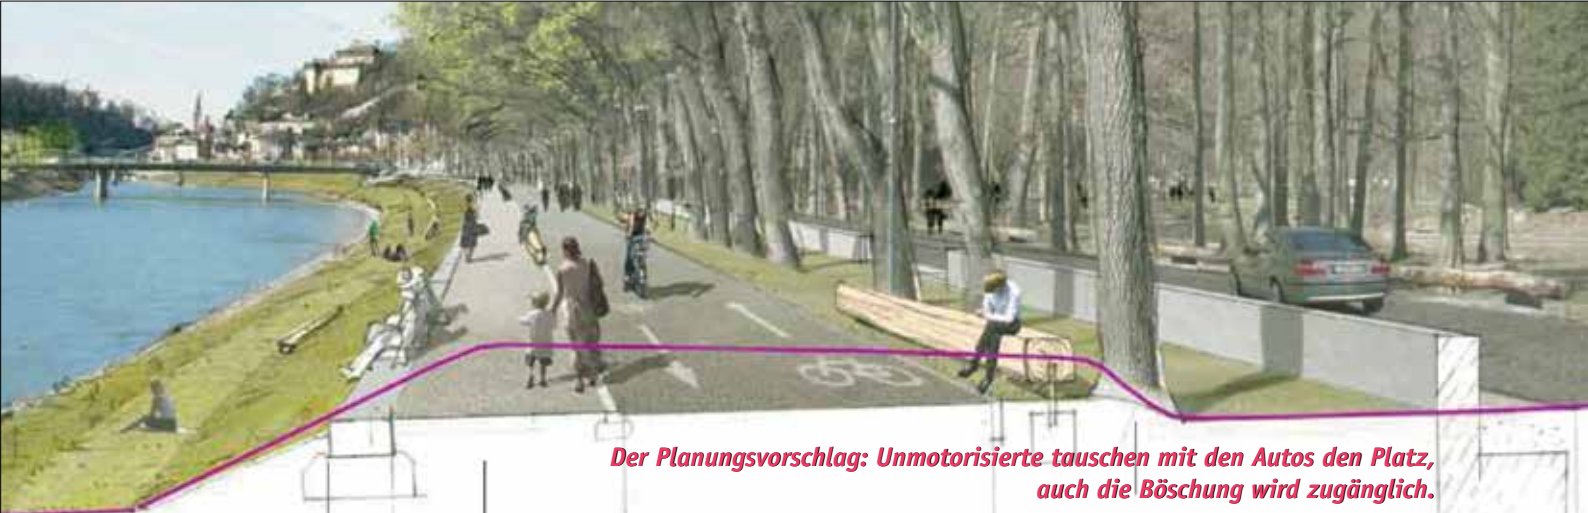 Der Planungsvorschlag: Unmotorisierte tauschen mit den Autos den Platz,
auch die Böschung wird zugänglich.